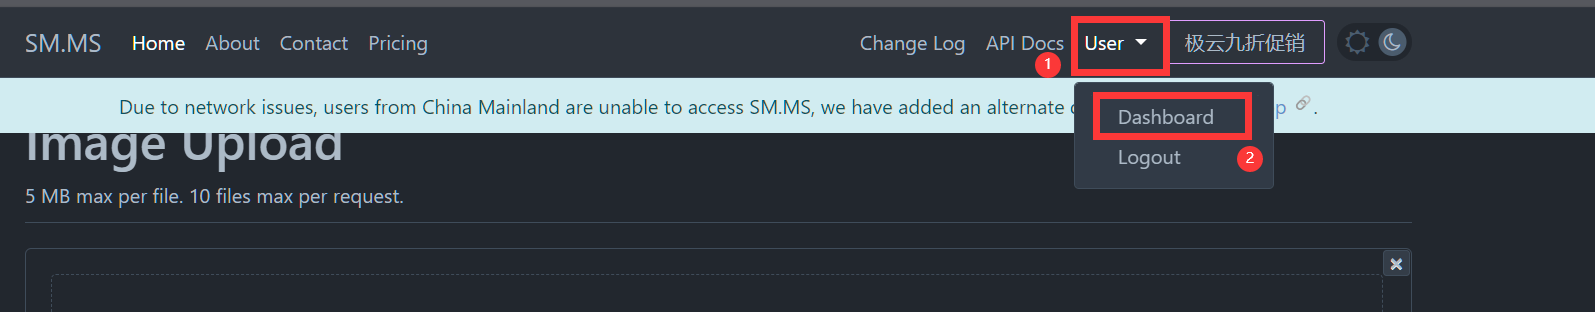 SM.MS Home About Contact Pricing Change Log API Docs User 极云九折促销
1
Due to network issues, users from China Mainland are unable to access SM.MS, we have added an alternate p .
Dashboard
Logout 2
Image Upload
5 MB max per file. 10 files max per request.